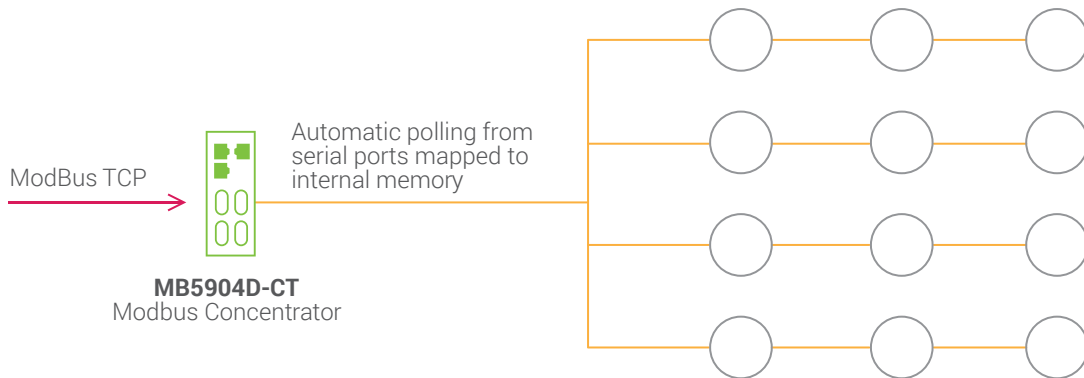 ModBus TCP
Automatic polling from
serial ports mapped to
internal memory
MB5904D-CT
Modbus Concentrator